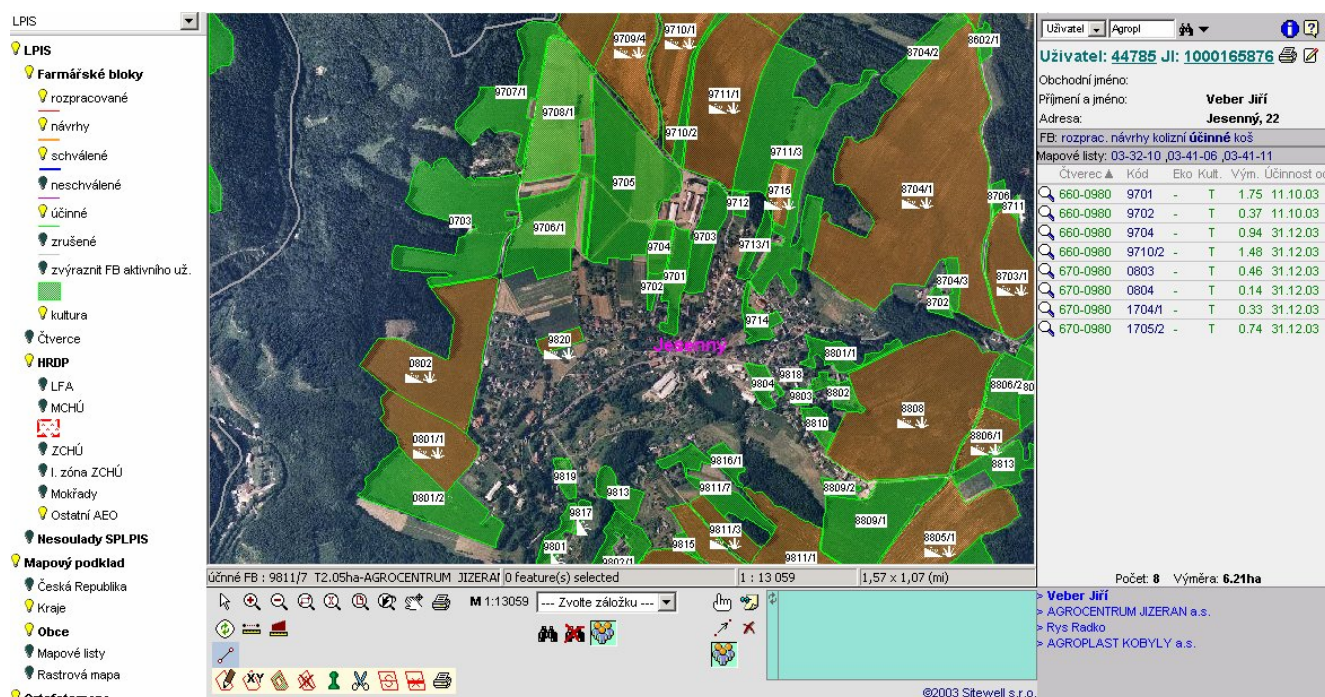 LPIS
LPIS
Farmářské bloky
rozpracované
návrhy
schválené
neschválené
účinné
zrušené
zvýraznit FB aktivního už.
kultura
Čtverce
HRDP
LFA
MCHÚ
ZCHÚ
I. zóna ZCHÚ
Mokřady
Ostatní AEO
Nesoulady SPLPIS
Mapový podklad
Česká Republika
Kraje
Obce
Mapové listy
Rastrová mapa
9709/4
9710/1
8704/2
8602/1
9707/1
9708/1
9711/1
9710/2
9711/3
9705
9715
8704/1
9712
8706
8711
0703
9706/1
9704
9703
9713/1
9701
9702
8704/3
8703/1
8702
9714
9820
Jesenný
8801/1
0802
9818
9804
9803
8802
8806/2
80
8808
8810
0801/1
8806/1
9816/1
8813
9819
0801/2
9813
9811/7
8809/2
9817
8809/1
9811/3
8805/1
9801
9815
9802/1
9811/1
účnné FB : 9811/7 T2.05ha-AGROCENTRUM JIZERAN
0 feature(s) selected
1 : 13 059
1,57 × 1,07 (mi)
M 1:13059
--- Zvolte záložku ---
XY
©2003 Sitewell s.r.o.
Uživatel
Agropl
Uživatel: 44785 JI: 1000165876
Obchodní jméno:
Příjmení a jméno: Veber Jiří
Adresa: Jesenný, 22
FB: rozprac. návrhy kolizní účinné koš
Mapové listy: 03-32-10 ,03-41-06 ,03-41-11
Čtverec Kód Eko Kult. Vým. Účinnost od
660-0980 9701 - T 1.75 11.10.03
660-0980 9702 - T 0.37 11.10.03
660-0980 9704 - T 0.94 31.12.03
660-0980 9710/2 - T 1.48 31.12.03
670-0980 0803 - T 0.46 31.12.03
670-0980 0804 - T 0.14 31.12.03
670-0980 1704/1 - T 0.33 31.12.03
670-0980 1705/2 - T 0.74 31.12.03
Počet: 8 Výměra: 6.21ha
> Veber Jiří
> AGROCENTRUM JIZERAN a.s.
> Rys Radko
> AGROPLAST KOBYLY a.s.